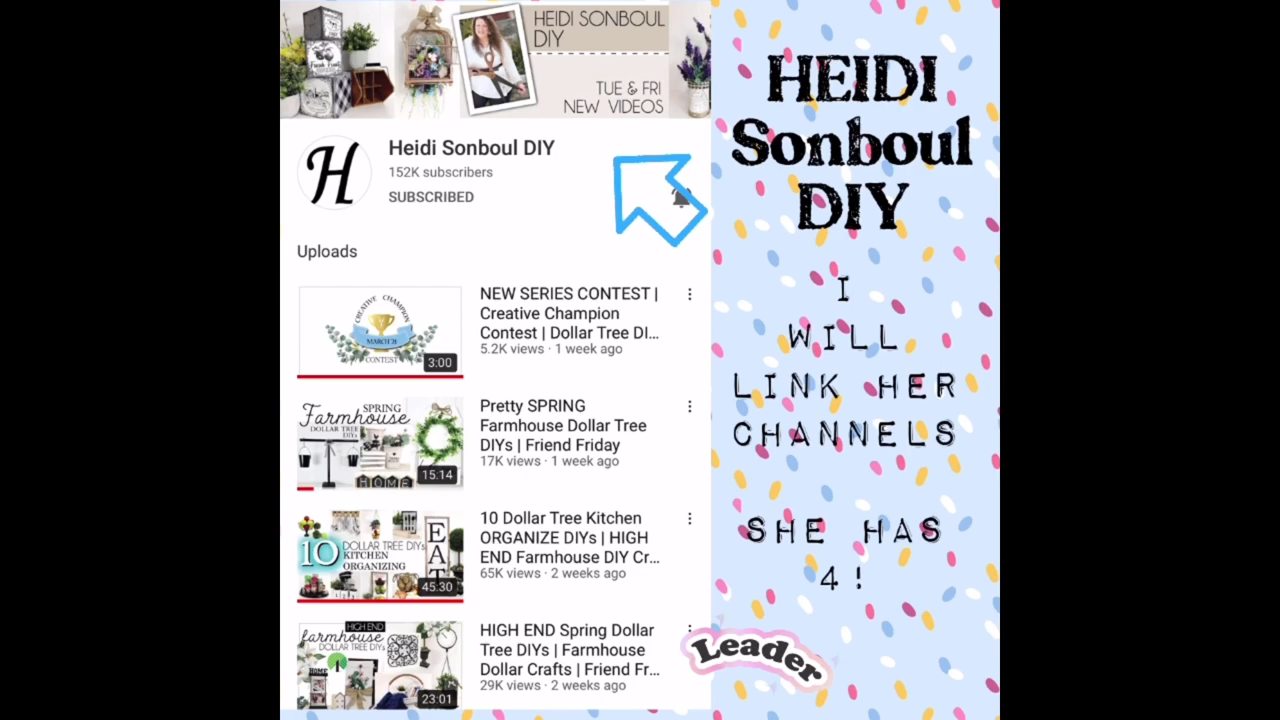 HEIDI SONBOUL
DIY
TUE & FRI
NEW VIDEOS
H
Heidi Sonboul DIY
152K subscribers
SUBSCRIBED
Uploads
CREATIVE CHAMPION
MARCH 21
CONTEST
3:00
NEW SERIES CONTEST |
Creative Champion
Contest | Dollar Tree DI...
5.2K views · 1 week ago
SPRING
Farmhouse
DOLLAR TREE
DIYs
HOME
15:14
Pretty SPRING
Farmhouse Dollar Tree
DIYs | Friend Friday
17K views · 1 week ago
10 DOLLAR TREE DIYs
KITCHEN
ORGANIZING
EAT
45:30
10 Dollar Tree Kitchen
ORGANIZE DIYs | HIGH
END Farmhouse DIY Cr...
65K views · 2 weeks ago
HIGH END
farmhouse
DOLLAR TREE DIYs
HOME
23:01
HIGH END Spring Dollar
Tree DIYs | Farmhouse
Dollar Crafts | Friend Fr...
29K views · 2 weeks ago
HEIDI
Sonboul
DIY
I
WILL
LINK HER
CHANNELS
SHE HAS
4!
Leader